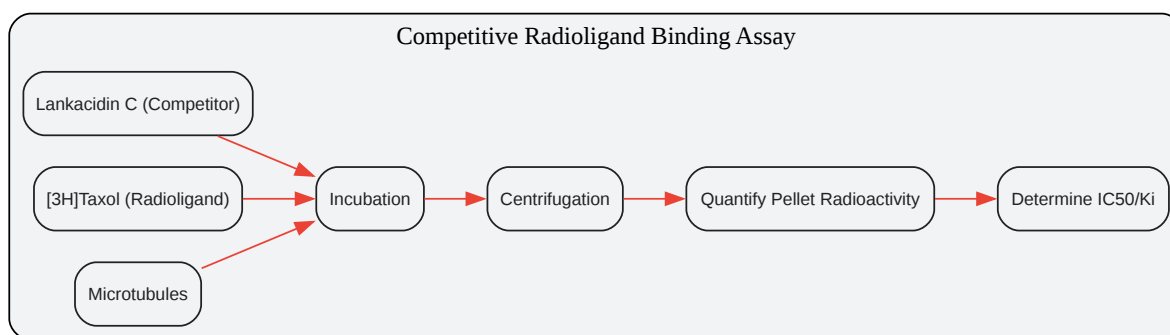 Competitive Radioligand Binding Assay
Lankacidin C (Competitor)
[3H]Taxol (Radioligand)
Incubation
Centrifugation
Quantify Pellet Radioactivity
Determine IC50/Ki
Microtubules